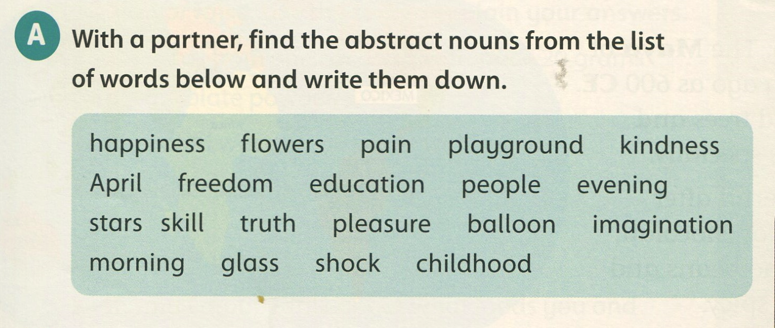 A With a partner, find the abstract nouns from the list
of words below and write them down.
happiness flowers pain playground kindness
April freedom education people evening
stars skill truth pleasure balloon imagination
morning glass shock childhood